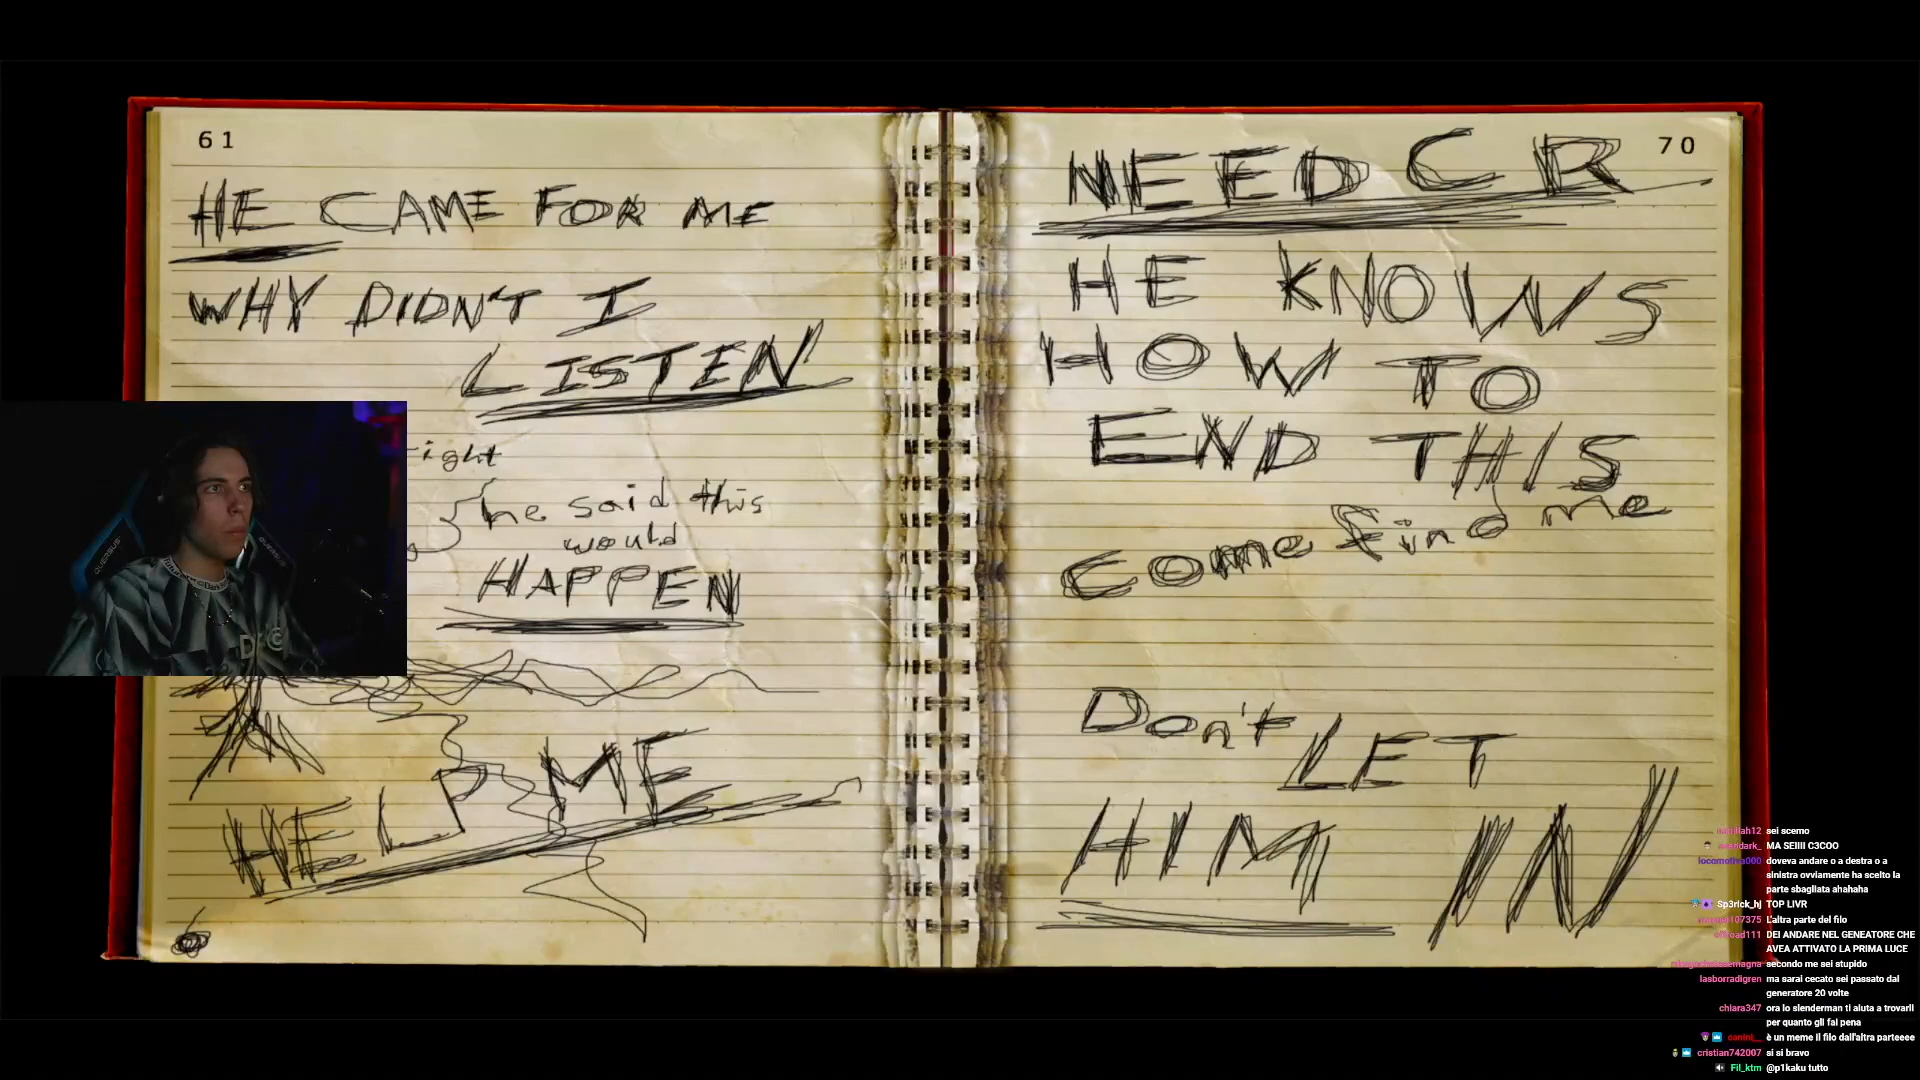 61
HE CAME FOR ME
WHY DIDN'T I
LISTEN
ight
he said this
would
HAPPEN
HELP ME
70
NEED CR
HE KNOWS
HOW TO
END THIS
come find me
Don't LET
HIM IN
QUERSUS
sei scemo
MA SEIIII C3COO
locomotiva000 doveva andare o a destra o a
sinistra ovviamente ha scelto la
parte sbagliata ahahaha
Sp3rick_hj TOP LIVR
L'altra parte del filo
DEI ANDARE NEL GENEATORE CHE
AVEA ATTIVATO LA PRIMA LUCE
secondo me sei stupido
lasborradigren ma sarai cecato sei passato dal
generatore 20 volte
chiara347 ora lo slenderman ti aiuta a trovarli
per quanto gli fai pena
è un meme il filo dall'altra parteeee
cristian742007 si si bravo
Fil_ktm @p1kaku tutto